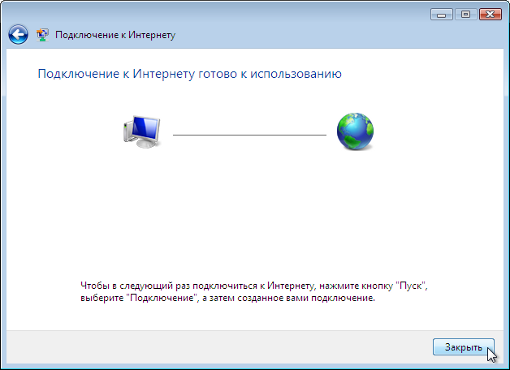 Подключение к Интернету
Подключение к Интернету готово к использованию
Чтобы в следующий раз подключиться к Интернету, нажмите кнопку "Пуск",
выберите "Подключение", а затем созданное вами подключение.
Закрыть